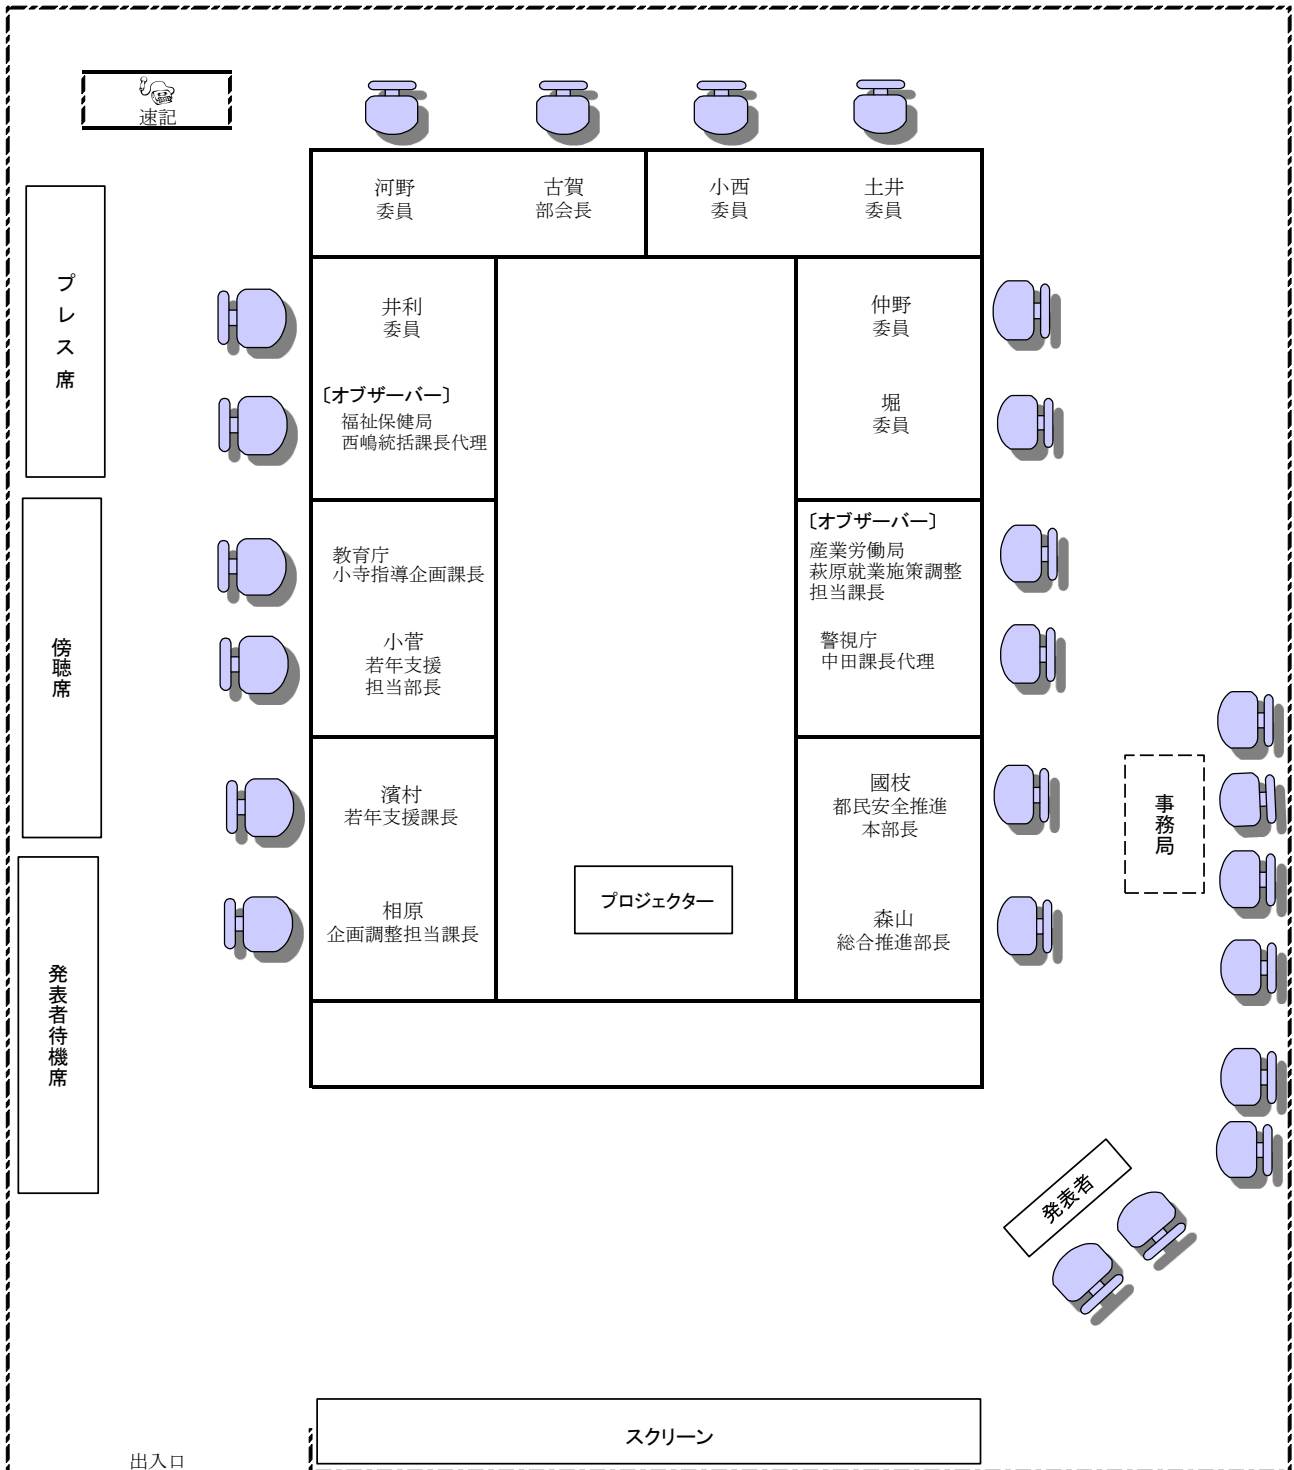 速記
河野
委員
古賀
部会長
小西
委員
土井
委員
プレス席
井利
委員
〔オブザーバー〕
福祉保健局
西嶋統括課長代理
仲野
委員
堀
委員
傍聴席
教育庁
小寺指導企画課長
小菅
若年支援
担当部長
〔オブザーバー〕
産業労働局
萩原就業施策調整
担当課長
警視庁
中田課長代理
濱村
若年支援課長
相原
企画調整担当課長
プロジェクター
國枝
都民安全推進
本部長
森山
総合推進部長
事務局
発表者待機席
発表者
スクリーン
出入口